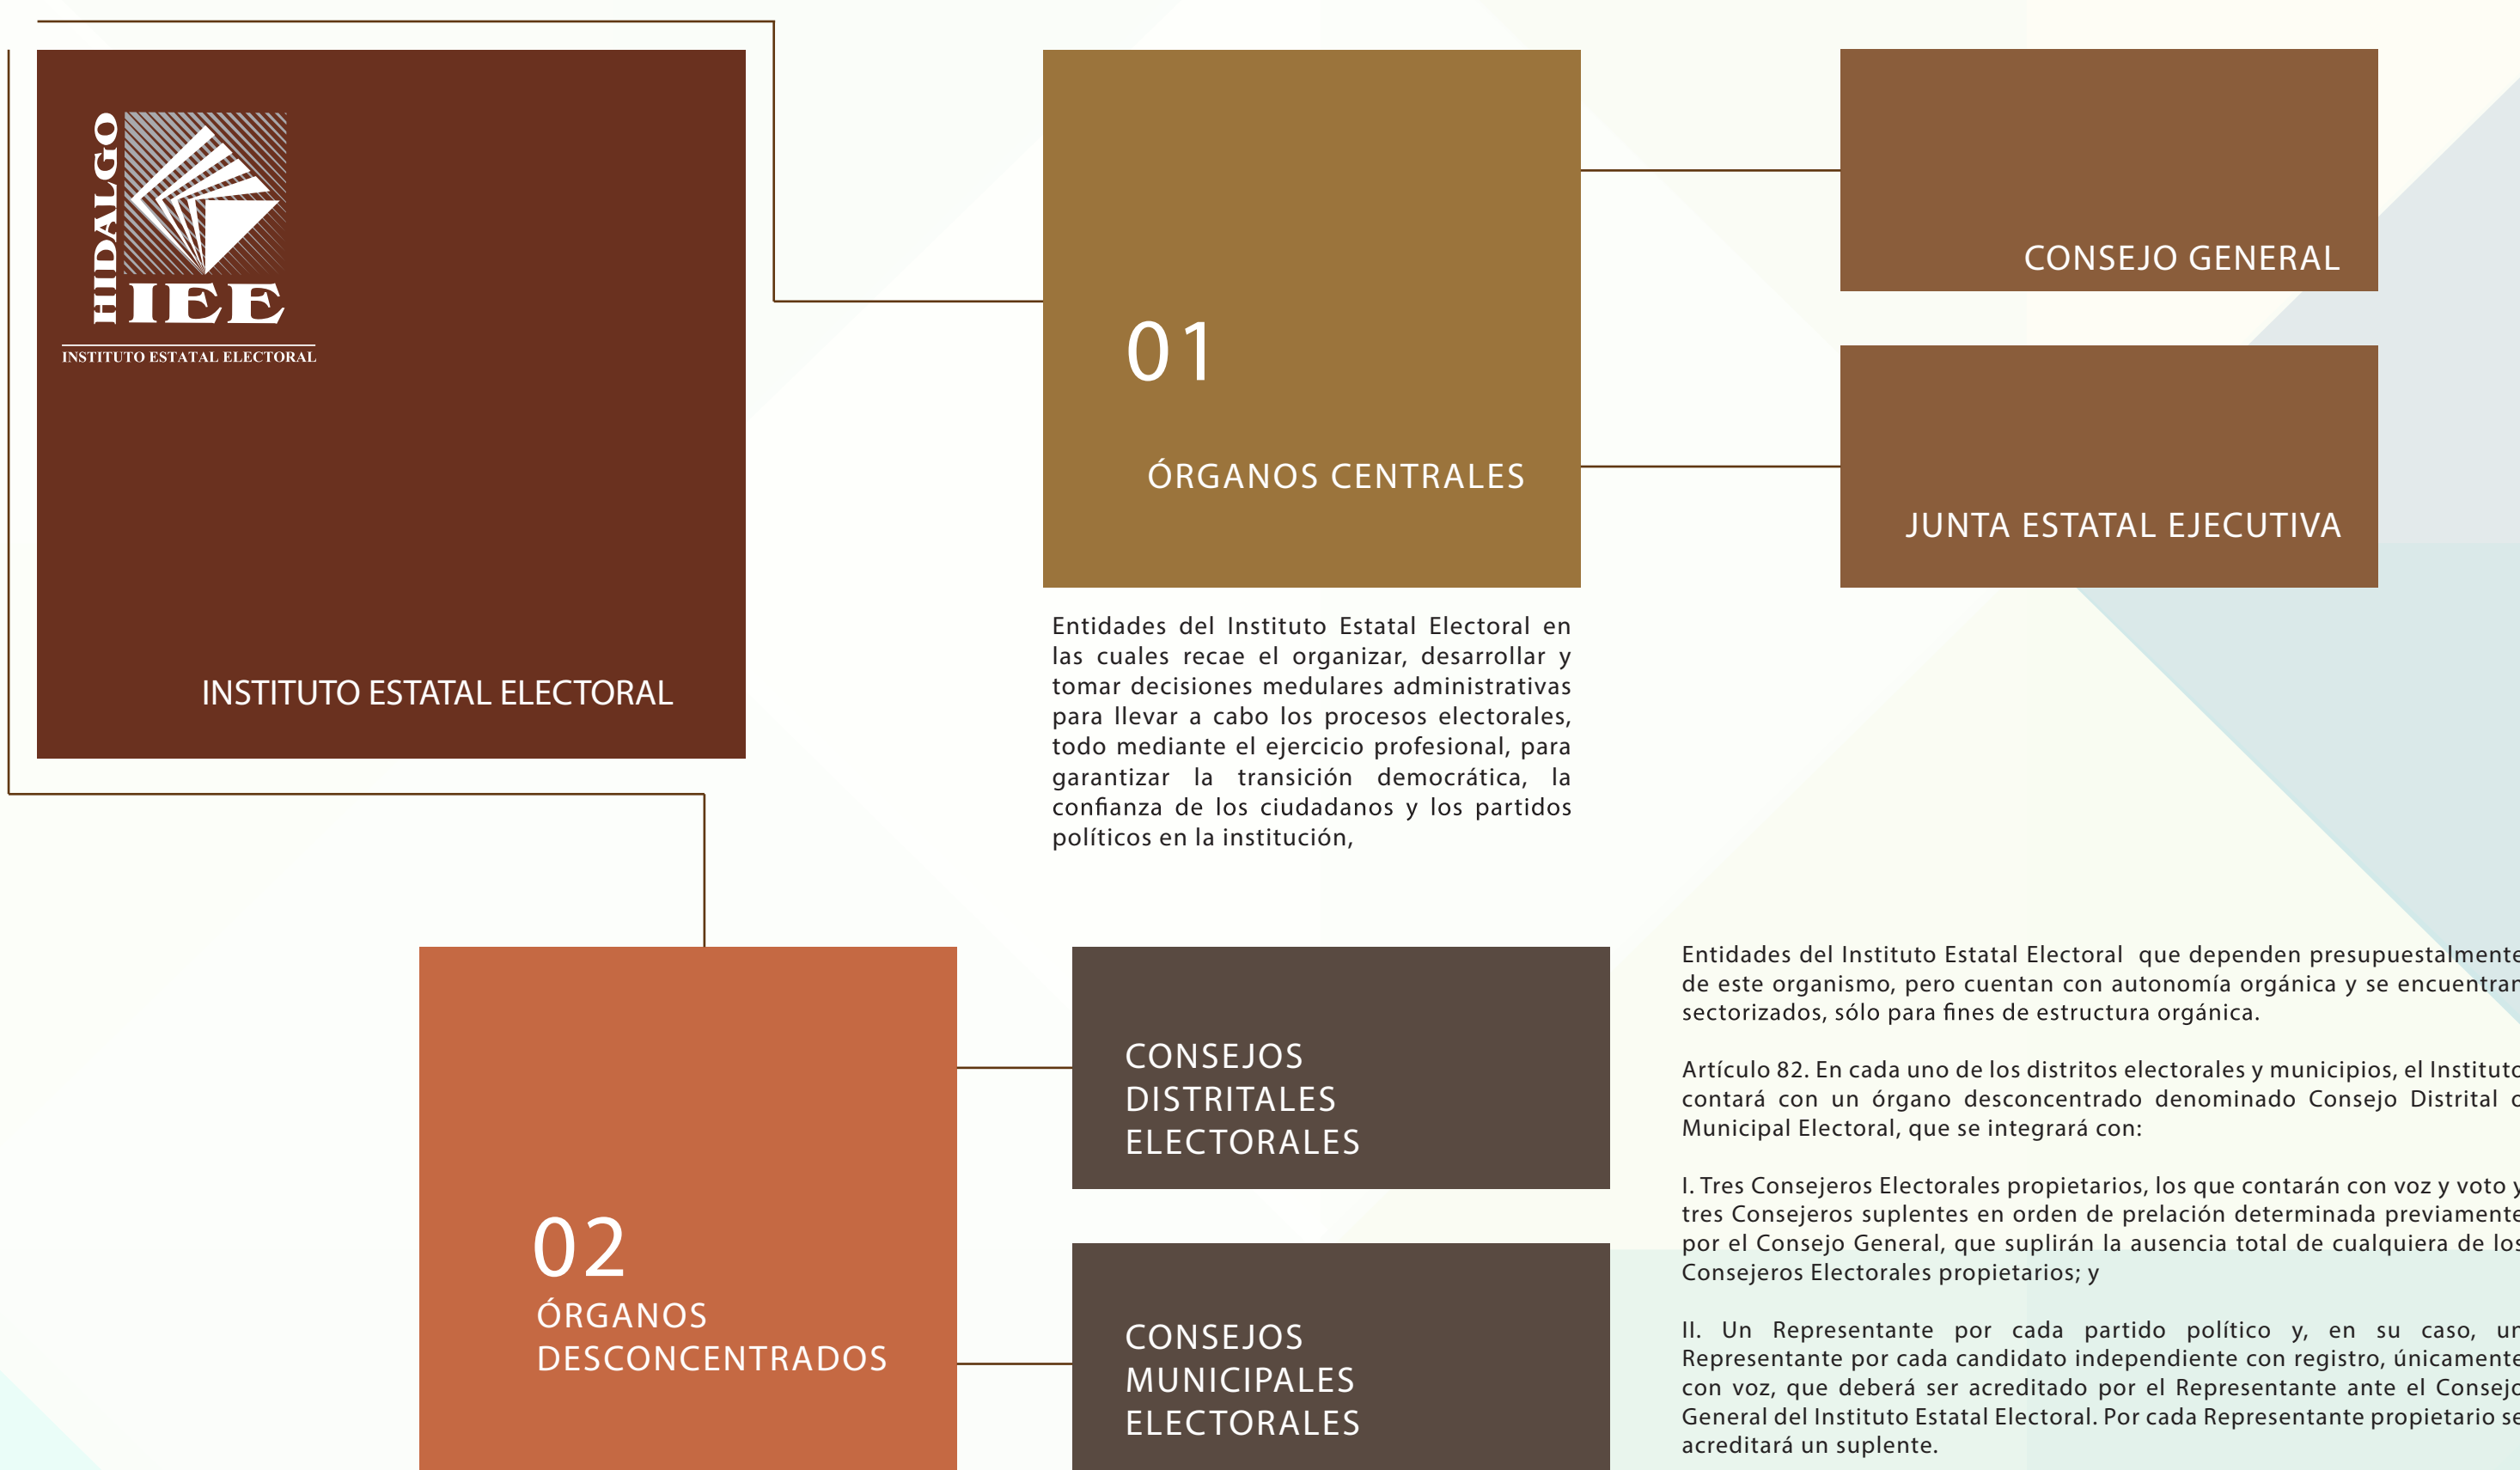 HIDALGO
IEE
INSTITUTO ESTATAL ELECTORAL
INSTITUTO ESTATAL ELECTORAL
01
ÓRGANOS CENTRALES
CONSEJO GENERAL
JUNTA ESTATAL EJECUTIVA
Entidades del Instituto Estatal Electoral en
las cuales recae el organizar, desarrollar y
tomar decisiones medulares administrativas
para llevar a cabo los procesos electorales,
todo mediante el ejercicio profesional, para
garantizar la transición democrática, la
confianza de los ciudadanos y los partidos
políticos en la institución,
02
ÓRGANOS
DESCONCENTRADOS
CONSEJOS
DISTRITALES
ELECTORALES
CONSEJOS
MUNICIPALES
ELECTORALES
Entidades del Instituto Estatal Electoral que dependen presupuestalmente
de este organismo, pero cuentan con autonomía orgánica y se encuentran
sectorizados, sólo para fines de estructura orgánica.
Artículo 82. En cada uno de los distritos electorales y municipios, el Instituto
contará con un órgano desconcentrado denominado Consejo Distrital o
Municipal Electoral, que se integrará con:
I. Tres Consejeros Electorales propietarios, los que contarán con voz y voto y
tres Consejeros suplentes en orden de prelación determinada previamente
por el Consejo General, que suplirán la ausencia total de cualquiera de los
Consejeros Electorales propietarios; y
II. Un Representante por cada partido político y, en su caso, un
Representante por cada candidato independiente con registro, únicamente
con voz, que deberá ser acreditado por el Representante ante el Consejo
General del Instituto Estatal Electoral. Por cada Representante propietario se
acreditará un suplente.